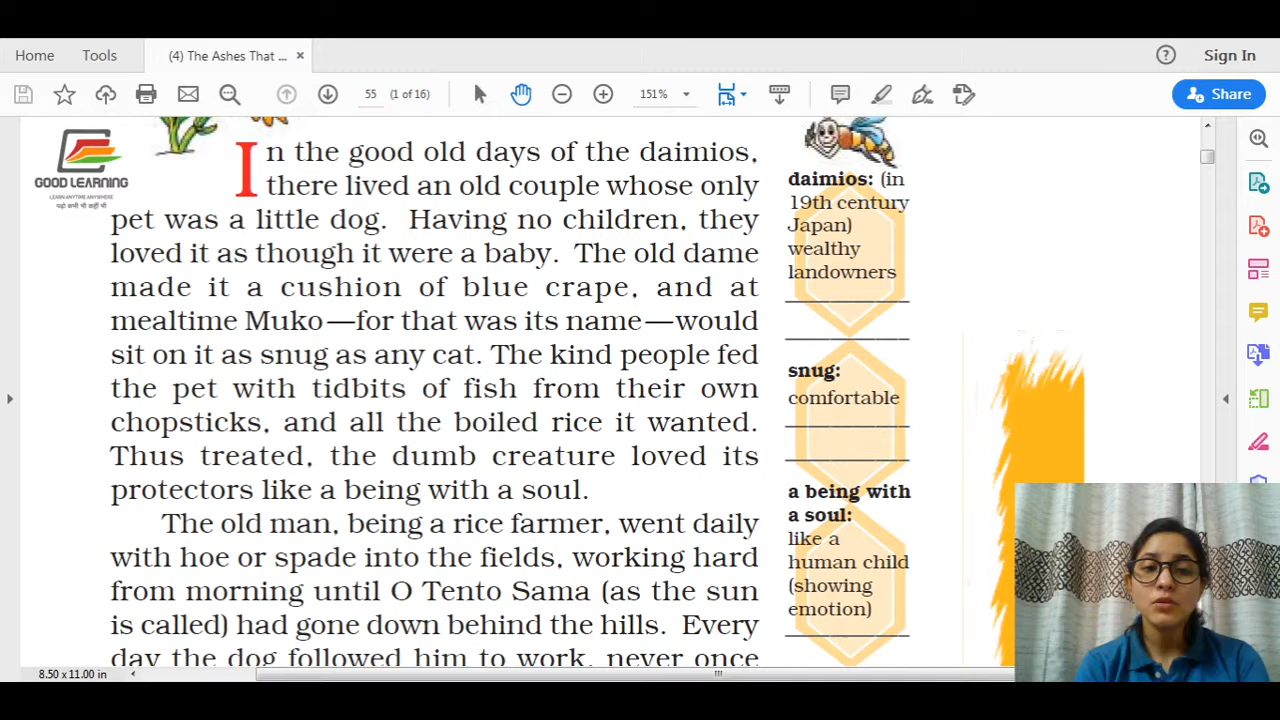 Home
Tools
(4) The Ashes That ...
Sign In
55 (1 of 16)
151%
Share
GOOD LEARNING
LEARN ANYTIME ANYWHERE
पढ़ो कभी भी कहीं भी
In the good old days of the daimios,
there lived an old couple whose only
pet was a little dog. Having no children, they
loved it as though it were a baby. The old dame
made it a cushion of blue crape, and at
mealtime Muko—for that was its name—would
sit on it as snug as any cat. The kind people fed
the pet with tidbits of fish from their own
chopsticks, and all the boiled rice it wanted.
Thus treated, the dumb creature loved its
protectors like a being with a soul.
The old man, being a rice farmer, went daily
with hoe or spade into the fields, working hard
from morning until O Tento Sama (as the sun
is called) had gone down behind the hills. Every
day the dog followed him to work, never once
daimios: (in
19th century
Japan)
wealthy
landowners
snug:
comfortable
a being with
a soul:
like a
human child
(showing
emotion)
8.50 x 11.00 in